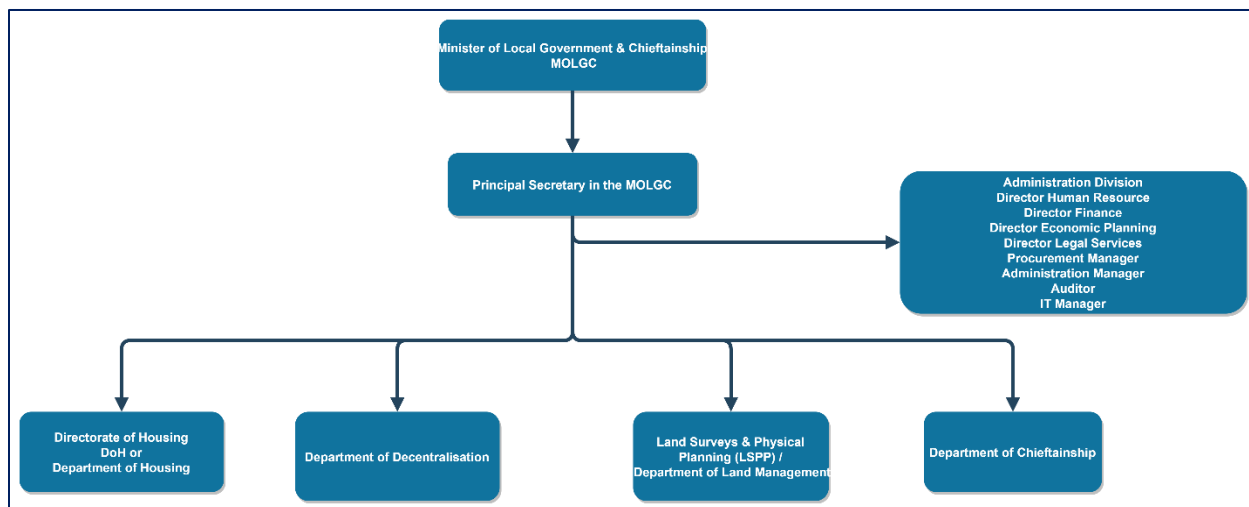 Minister of Local Government & Chieftainship
MOLGC
Principal Secretary in the MOLGC
Administration Division
Director Human Resource
Director Finance
Director Economic Planning
Director Legal Services
Procurement Manager
Administration Manager
Auditor
IT Manager
Directorate of Housing
DoH or
Department of Housing
Department of Decentralisation
Land Surveys & Physical
Planning (LSPP) /
Department of Land Management
Department of Chieftainship